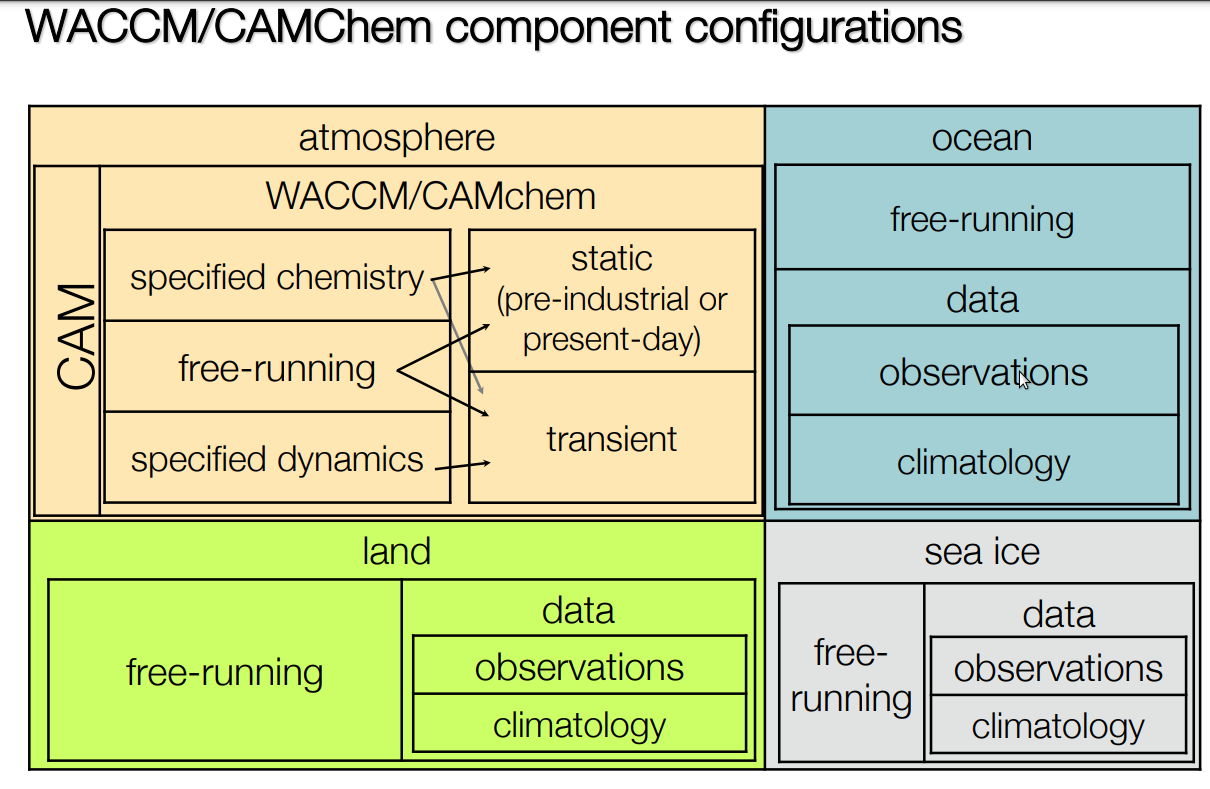 WACCM/CAMChem component configurations
atmosphere
CAM
WACCM/CAMchem
specified chemistry
free-running
specified dynamics
static
(pre-industrial or
present-day)
transient
ocean
free-running
data
observations
climatology
land
free-running
data
observations
climatology
sea ice
free-
running
data
observations
climatology